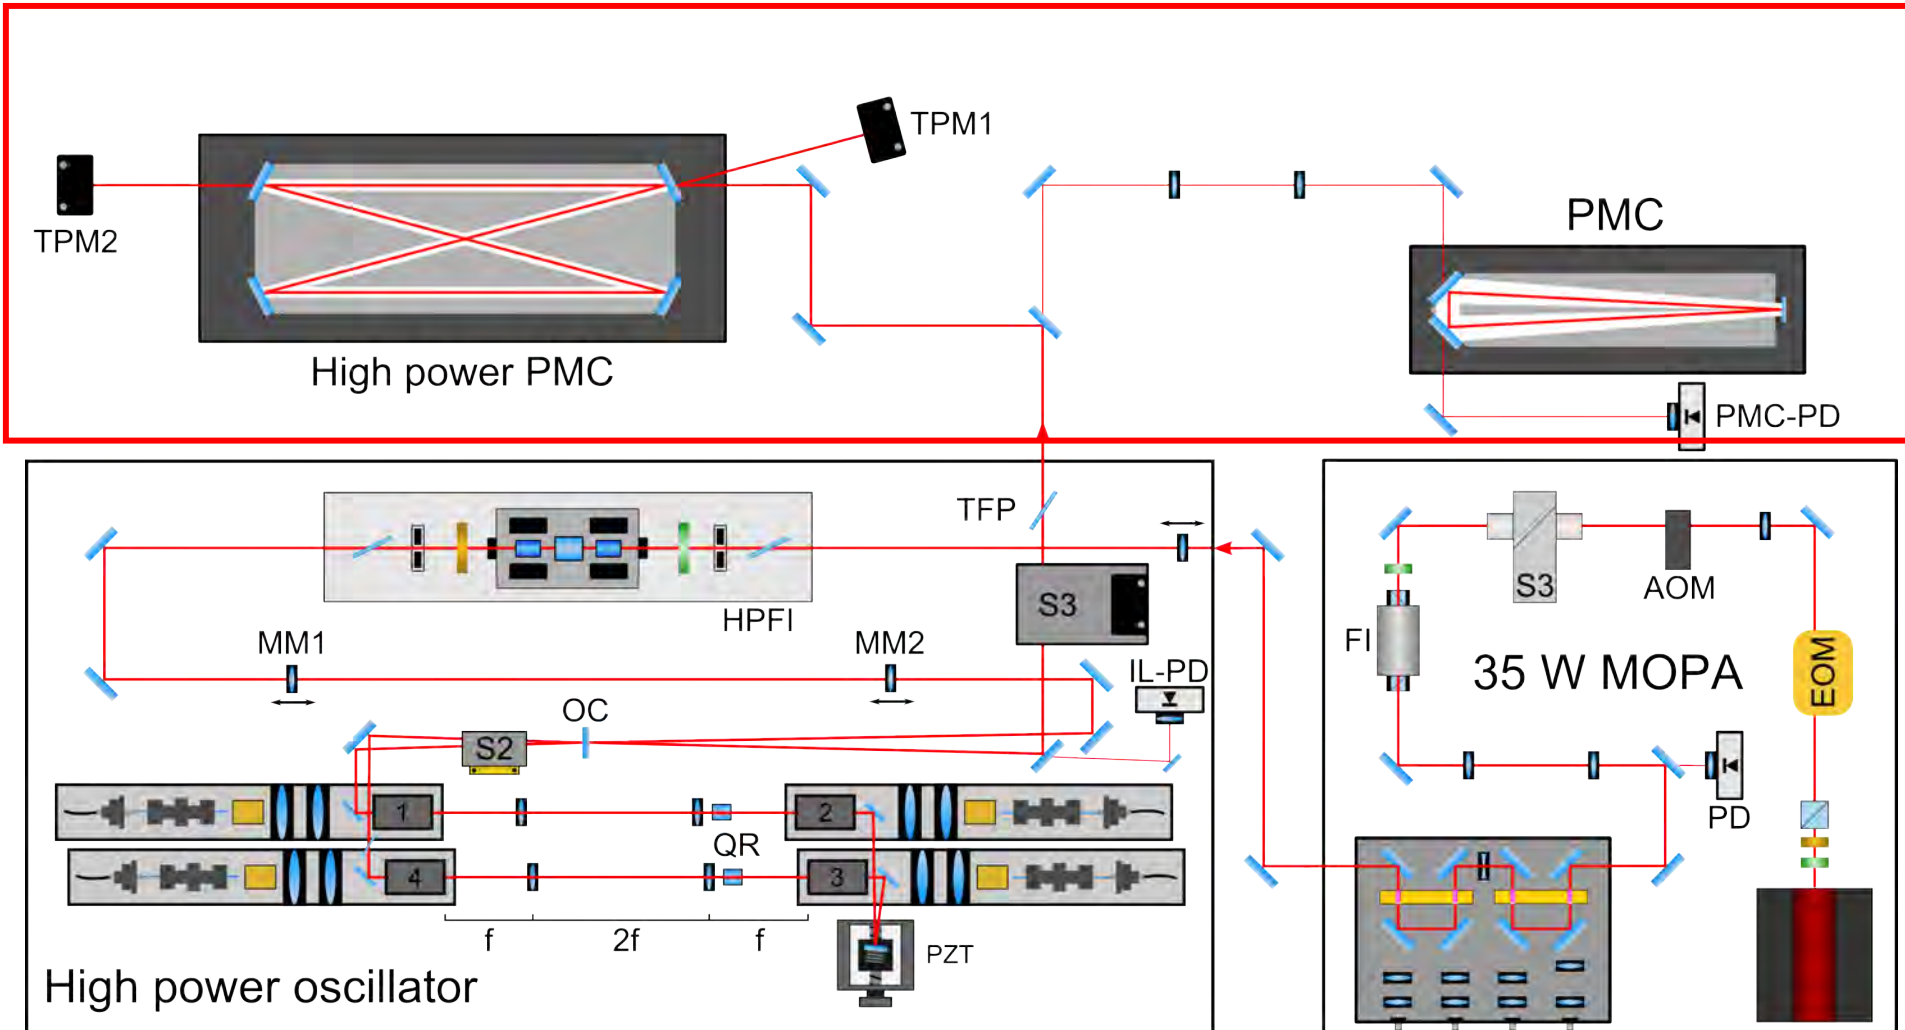 TPM1
TPM2
PMC
High power PMC
PMC-PD
TFP
S3
AOM
S3
HPFI
FI
35 W MOPA
EOM
MM1
MM2
IL-PD
OC
S2
PD
1
2
QR
4
3
f
2f
f
PZT
High power oscillator